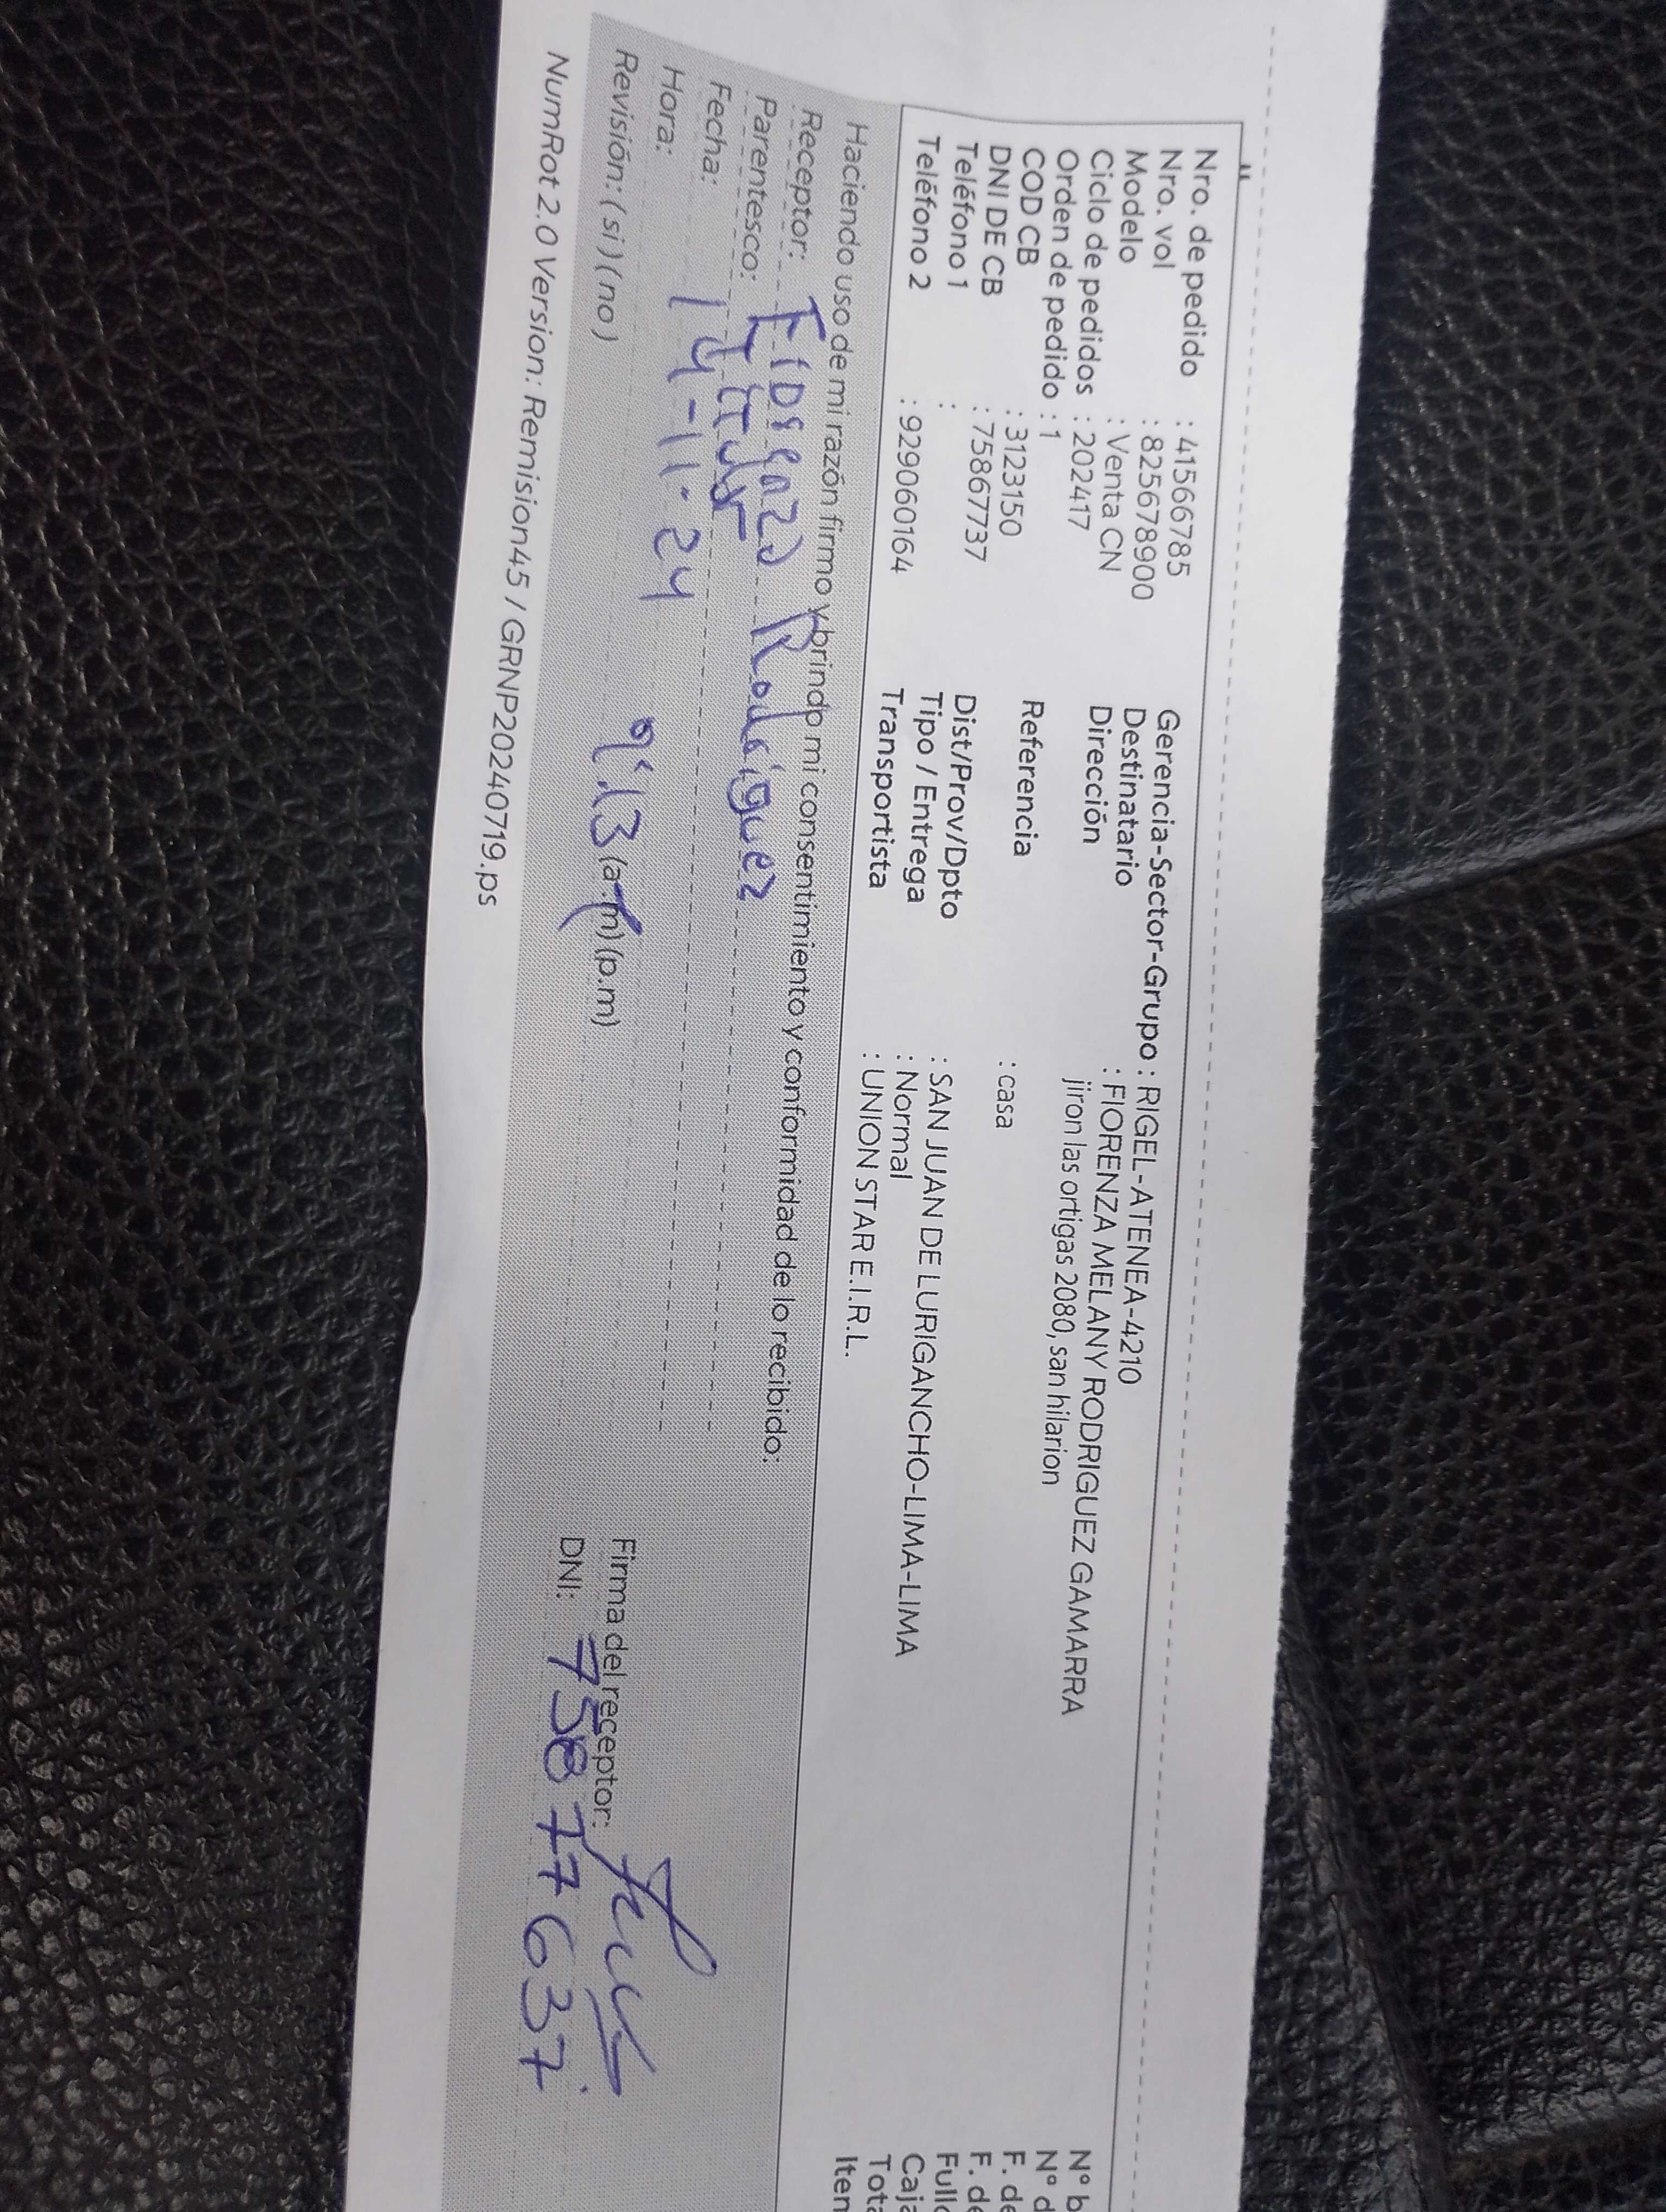 Nro. de pedido : 415667785
Nro. vol : 825678900
Modelo : Venta CN
Ciclo de pedidos : 202417
Orden de pedido : 1
COD CB : 3123150
DNI DE CB : 75867737
Teléfono 1 :
Teléfono 2 : 929060164
Gerencia-Sector-Grupo : RIGEL-ATENEA-4210
Destinatario : FIORENZA MELANY RODRIGUEZ GAMARRA
Dirección jiron las ortigas 2080, san hilarion
Referencia : casa
Dist/Prov/Dpto : SAN JUAN DE LURIGANCHO-LIMA-LIMA
Tipo / Entrega : Normal
Transportista : UNION STAR E.I.R.L.
N° b
N° d
F. de
F. de
Full
Caja
Tota
Item
Haciendo uso de mi razón firmo y brindo mi consentimiento y conformidad de lo recibido:
Receptor: Rodríguez
Parentesco: Titular
Fecha: 14-11-24
Hora: 9:13 (a.m) (p.m)
Revisión: (si) (no)
Firma del receptor:
DNI: 75877637
NumRot 2.0 Version: Remision45 / GRNP20240719.ps